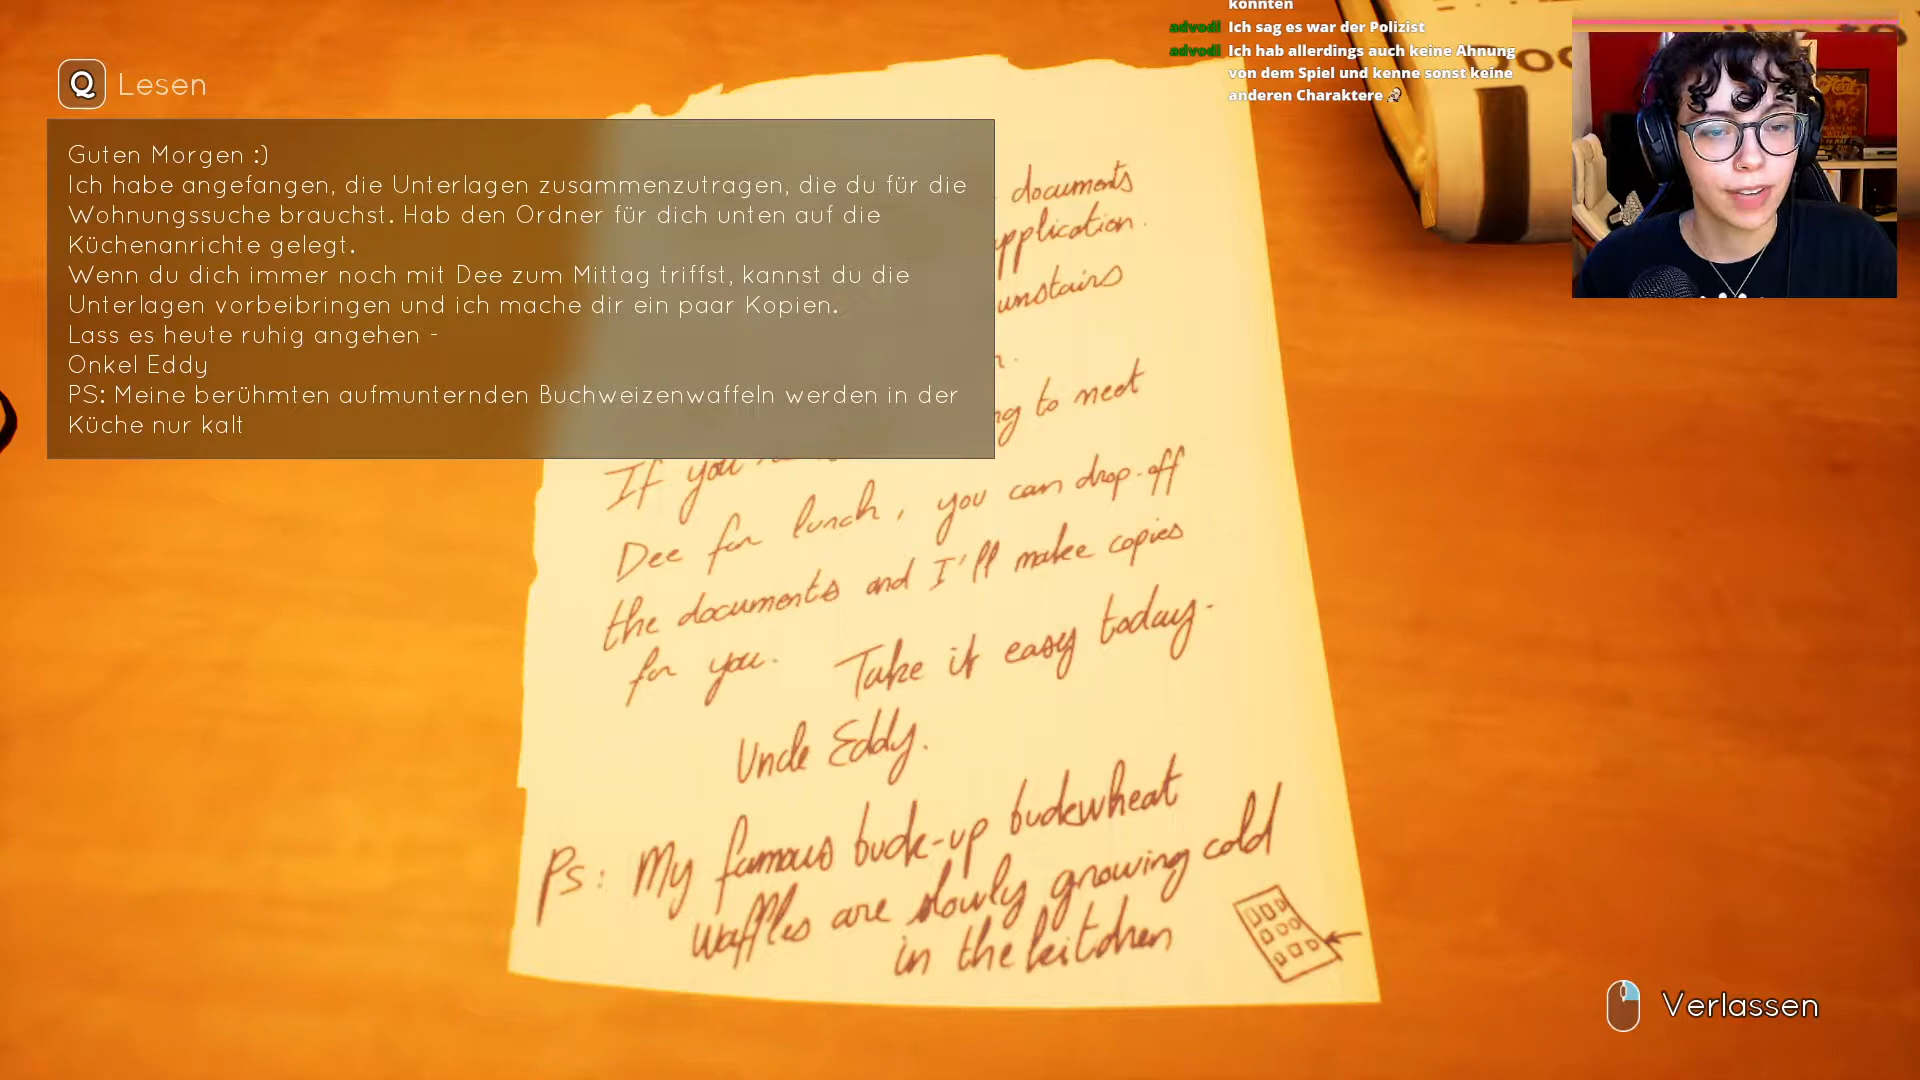 könnten
advodi Ich sag es war der Polizist
advodi Ich hab allerdings auch keine Ahnung
von dem Spiel und kenne sonst keine
anderen Charaktere
Q Lesen
Guten Morgen :)
Ich habe angefangen, die Unterlagen zusammenzutragen, die du für die
Wohnungssuche brauchst. Hab den Ordner für dich unten auf die
Küchenanrichte gelegt.
Wenn du dich immer noch mit Dee zum Mittag triffst, kannst du die
Unterlagen vorbeibringen und ich mache dir ein paar Kopien.
Lass es heute ruhig angehen -
Onkel Eddy
PS: Meine berühmten aufmunternden Buchweizenwaffeln werden in der
Küche nur kalt
documents
application.
to meet
If you
Dee for lunch, you can drop-off
the documents and I'll make copies
for you. Take it easy today-
Uncle Eddy.
PS: My famous buck-up buckwheat
waffles are slowly growing cold
in the kitchen
Verlassen